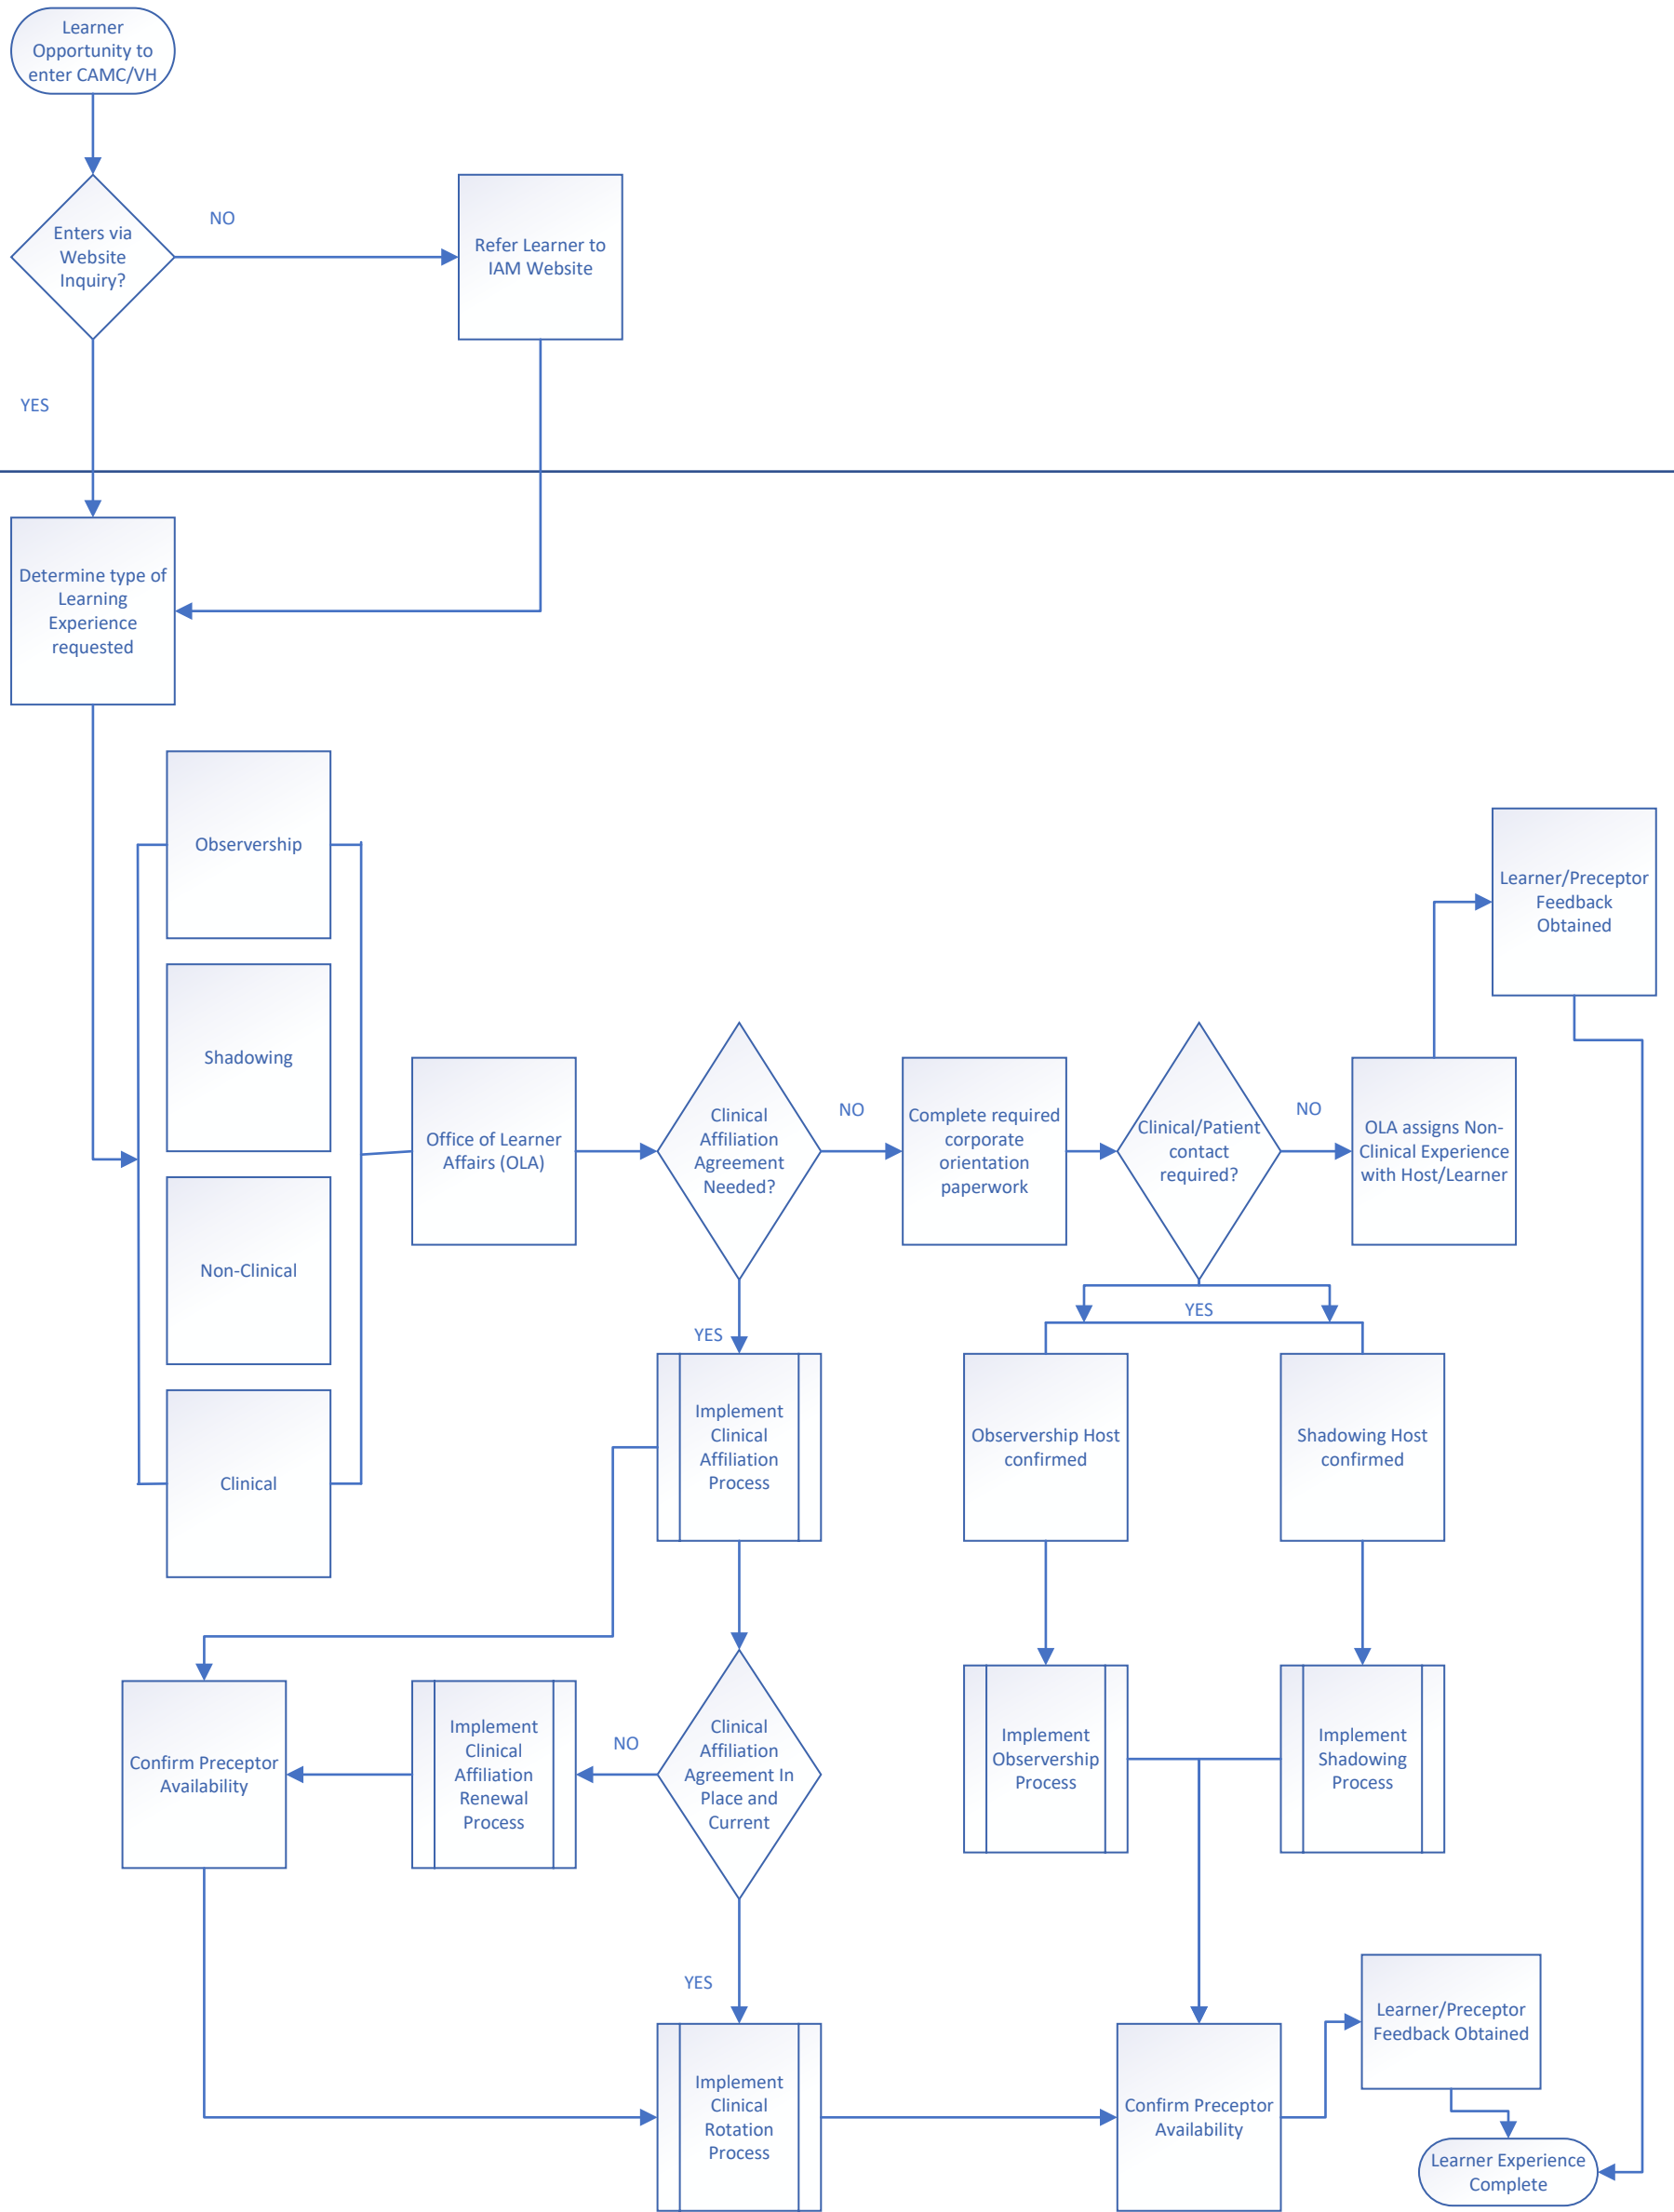 Learner
Opportunity to
enter CAMC/VH
Enters via
Website
Inquiry?
NO
Refer Learner to
IAM Website
YES
Determine type of
Learning
Experience
requested
Observership
Shadowing
Non-Clinical
Clinical
Office of Learner
Affairs (OLA)
Clinical
Affiliation
Agreement
Needed?
NO
Complete required
corporate
orientation
paperwork
Clinical/Patient
contact
required?
NO
OLA assigns Non-
Clinical Experience
with Host/Learner
Learner/Preceptor
Feedback
Obtained
YES
YES
Implement
Clinical
Affiliation
Process
Observership Host
confirmed
Shadowing Host
confirmed
Confirm Preceptor
Availability
Implement
Clinical
Affiliation
Renewal
Process
NO
Clinical
Affiliation
Agreement In
Place and
Current
Implement
Observership
Process
Implement
Shadowing
Process
YES
Implement
Clinical
Rotation
Process
Confirm Preceptor
Availability
Learner/Preceptor
Feedback Obtained
Learner Experience
Complete